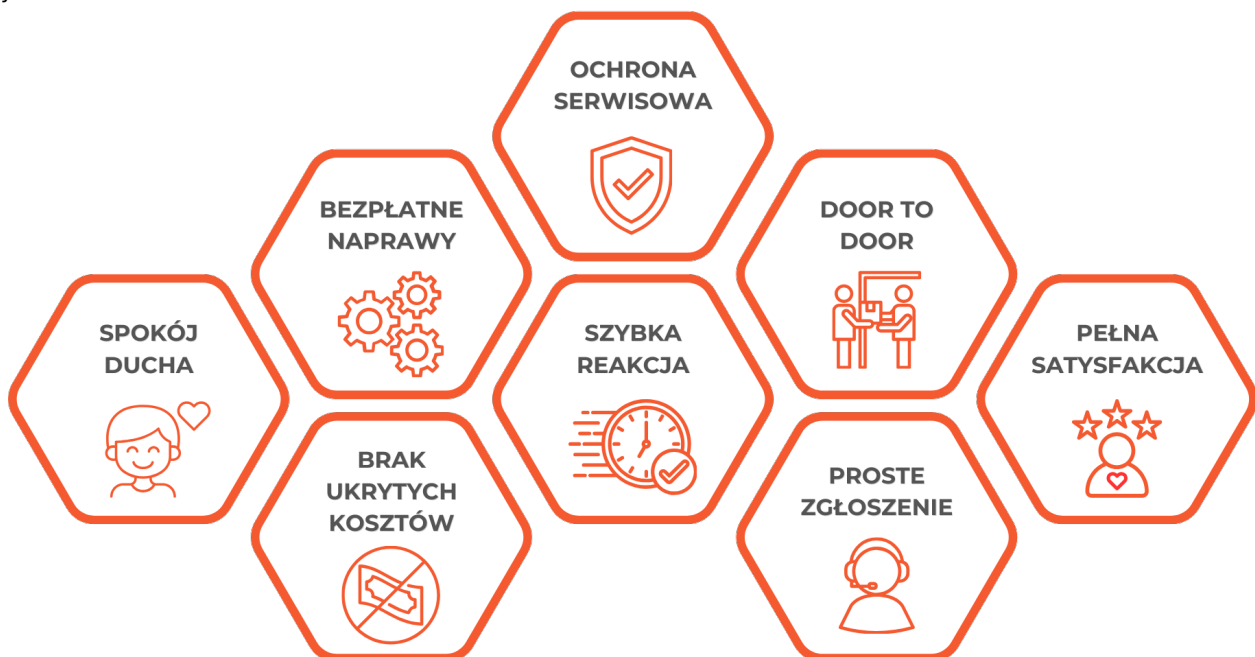 OCHRONA
SERWISOWA
BEZPŁATNE
NAPRAWY
DOOR TO
DOOR
SPOKÓJ
DUCHA
SZYBKA
REAKCJA
PEŁNA
SATYSFAKCJA
BRAK
UKRYTYCH
KOSZTÓW
PROSTE
ZGŁOSZENIE